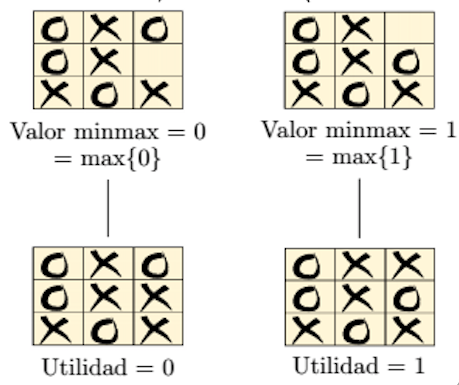 O X O
O X
X O X
Valor minmax = 0
= max{0}
O X
O X O
X O X
Valor minmax = 1
= max{1}
O X O
O X X
X O X
Utilidad = 0
O X X
O X O
X O X
Utilidad = 1